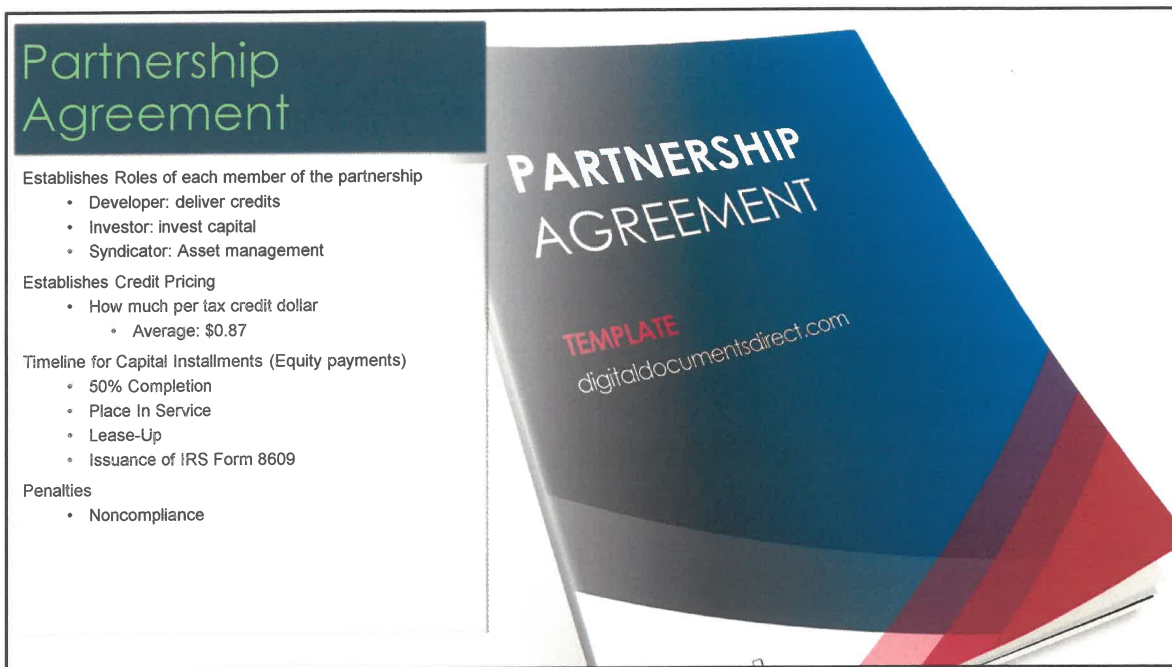 Partnership
Agreement
Establishes Roles of each member of the partnership
• Developer: deliver credits
• Investor: invest capital
• Syndicator: Asset management
Establishes Credit Pricing
• How much per tax credit dollar
• Average: $0.87
Timeline for Capital Installments (Equity payments)
• 50% Completion
• Place In Service
• Lease-Up
• Issuance of IRS Form 8609
Penalties
• Noncompliance
PARTNERSHIP
AGREEMENT
TEMPLATE
digitaldocumentsdirect.com